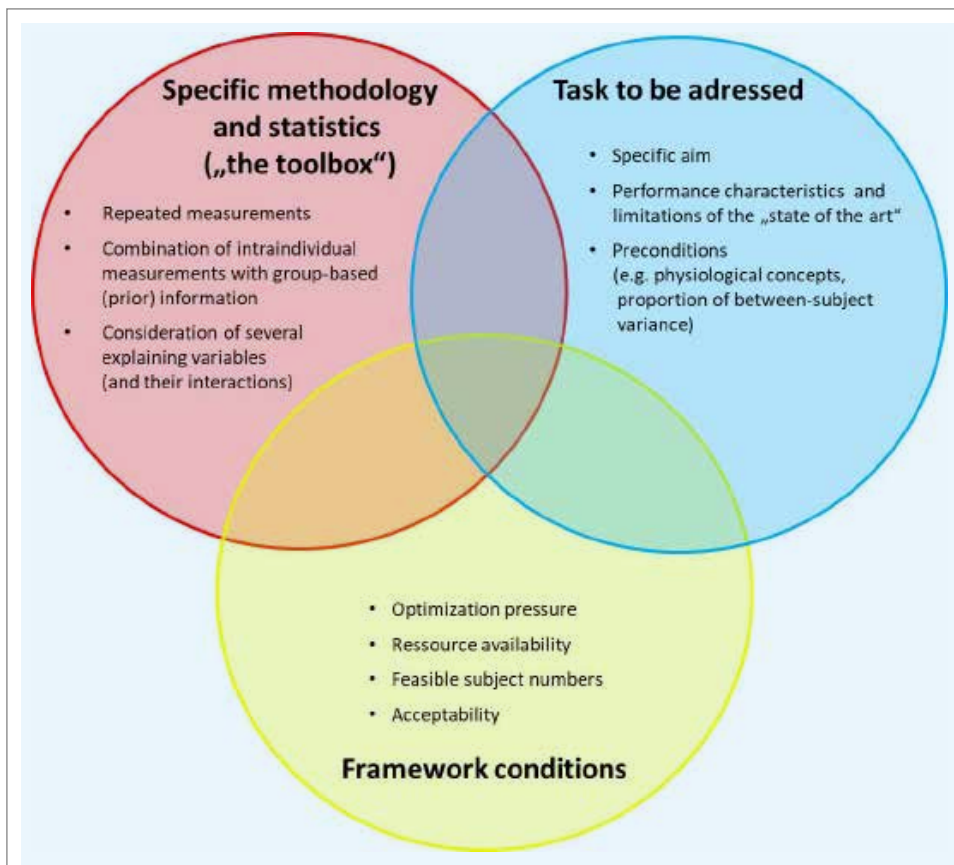 Specific methodology
and statistics
(„the toolbox“)
• Repeated measurements
• Combination of intraindividual
measurements with group-based
(prior) information
• Consideration of several
explaining variables
(and their interactions)
Task to be adressed
• Specific aim
• Performance characteristics and
limitations of the „state of the art“
• Preconditions
(e.g. physiological concepts,
proportion of between-subject
variance)
• Optimization pressure
• Ressource availability
• Feasible subject numbers
• Acceptability
Framework conditions